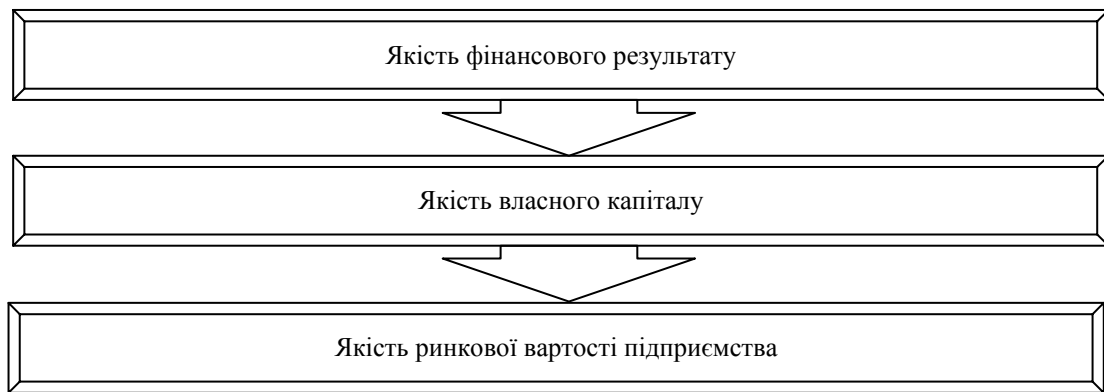 Якість фінансового результату
Якість власного капіталу
Якість ринкової вартості підприємства